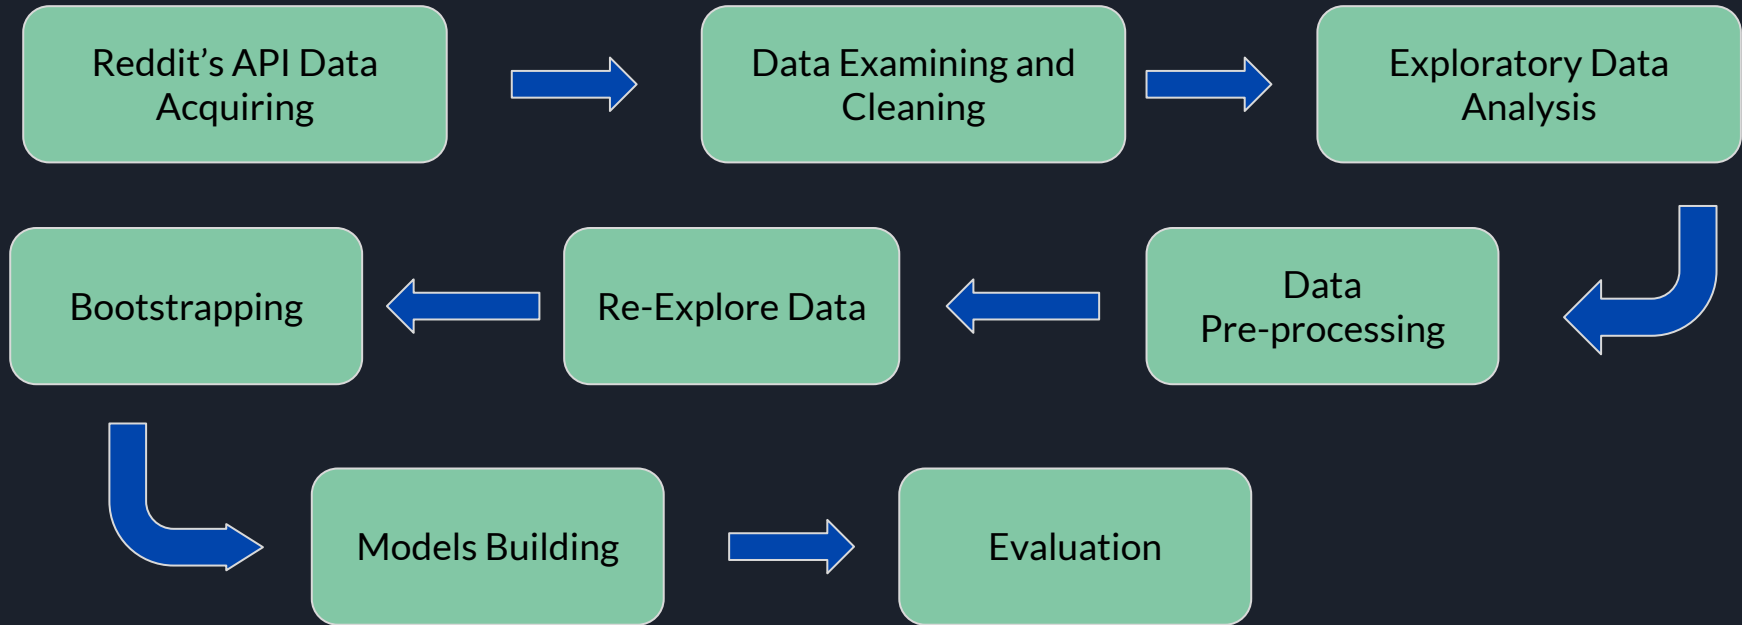 Reddit’s API Data
Acquiring
Data Examining and
Cleaning
Exploratory Data
Analysis
Data
Pre-processing
Re-Explore Data
Bootstrapping
Models Building
Evaluation